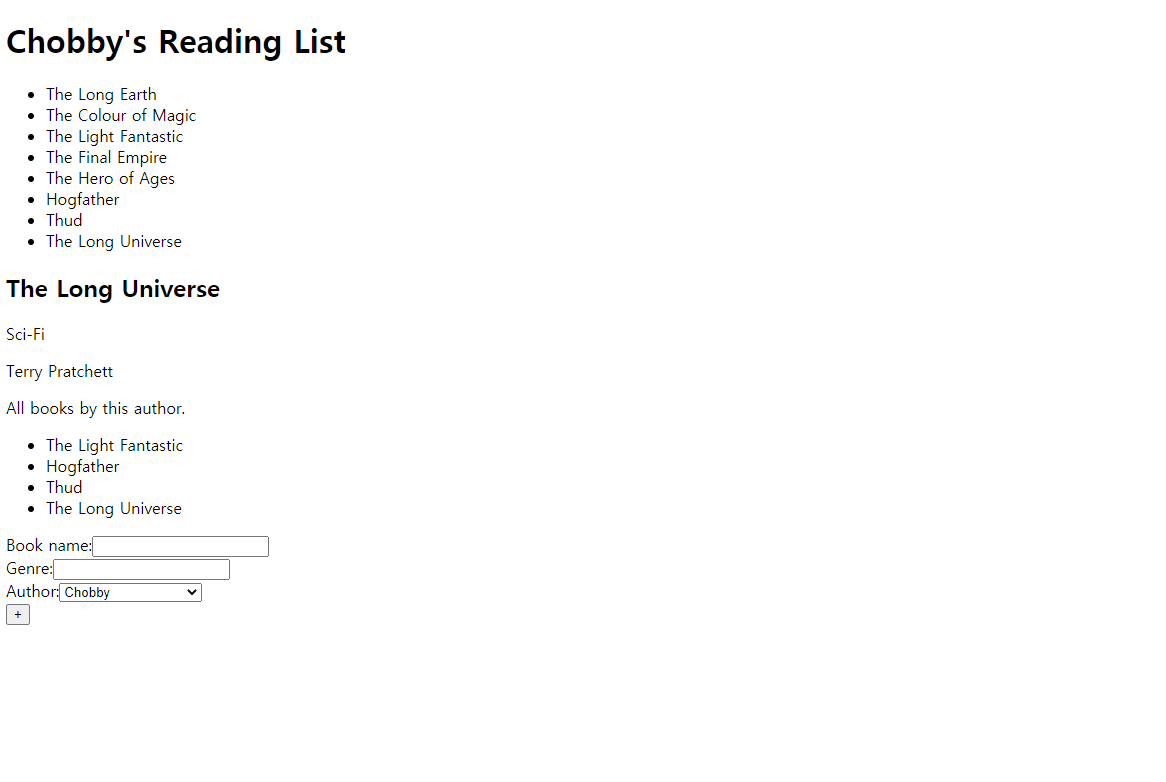 Chobby's Reading List
The Long Earth
The Colour of Magic
The Light Fantastic
The Final Empire
The Hero of Ages
Hogfather
Thud
The Long Universe
The Long Universe
Sci-Fi
Terry Pratchett
All books by this author.
The Light Fantastic
Hogfather
Thud
The Long Universe
Book name:
Genre:
Author: Chobby
+